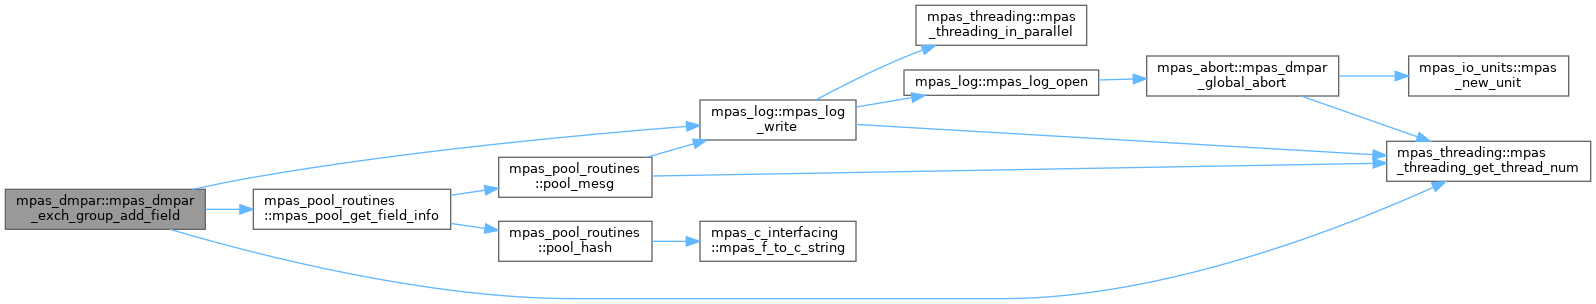 mpas_threading::mpas
_threading_in_parallel
mpas_log::mpas_log_open
mpas_abort::mpas_dmpar
_global_abort
mpas_io_units::mpas
_new_unit
mpas_log::mpas_log
_write
mpas_threading::mpas
_threading_get_thread_num
mpas_pool_routines
::pool_mesg
mpas_dmpar::mpas_dmpar
_exch_group_add_field
mpas_pool_routines
::mpas_pool_get_field_info
mpas_pool_routines
::pool_hash
mpas_c_interfacing
::mpas_f_to_c_string